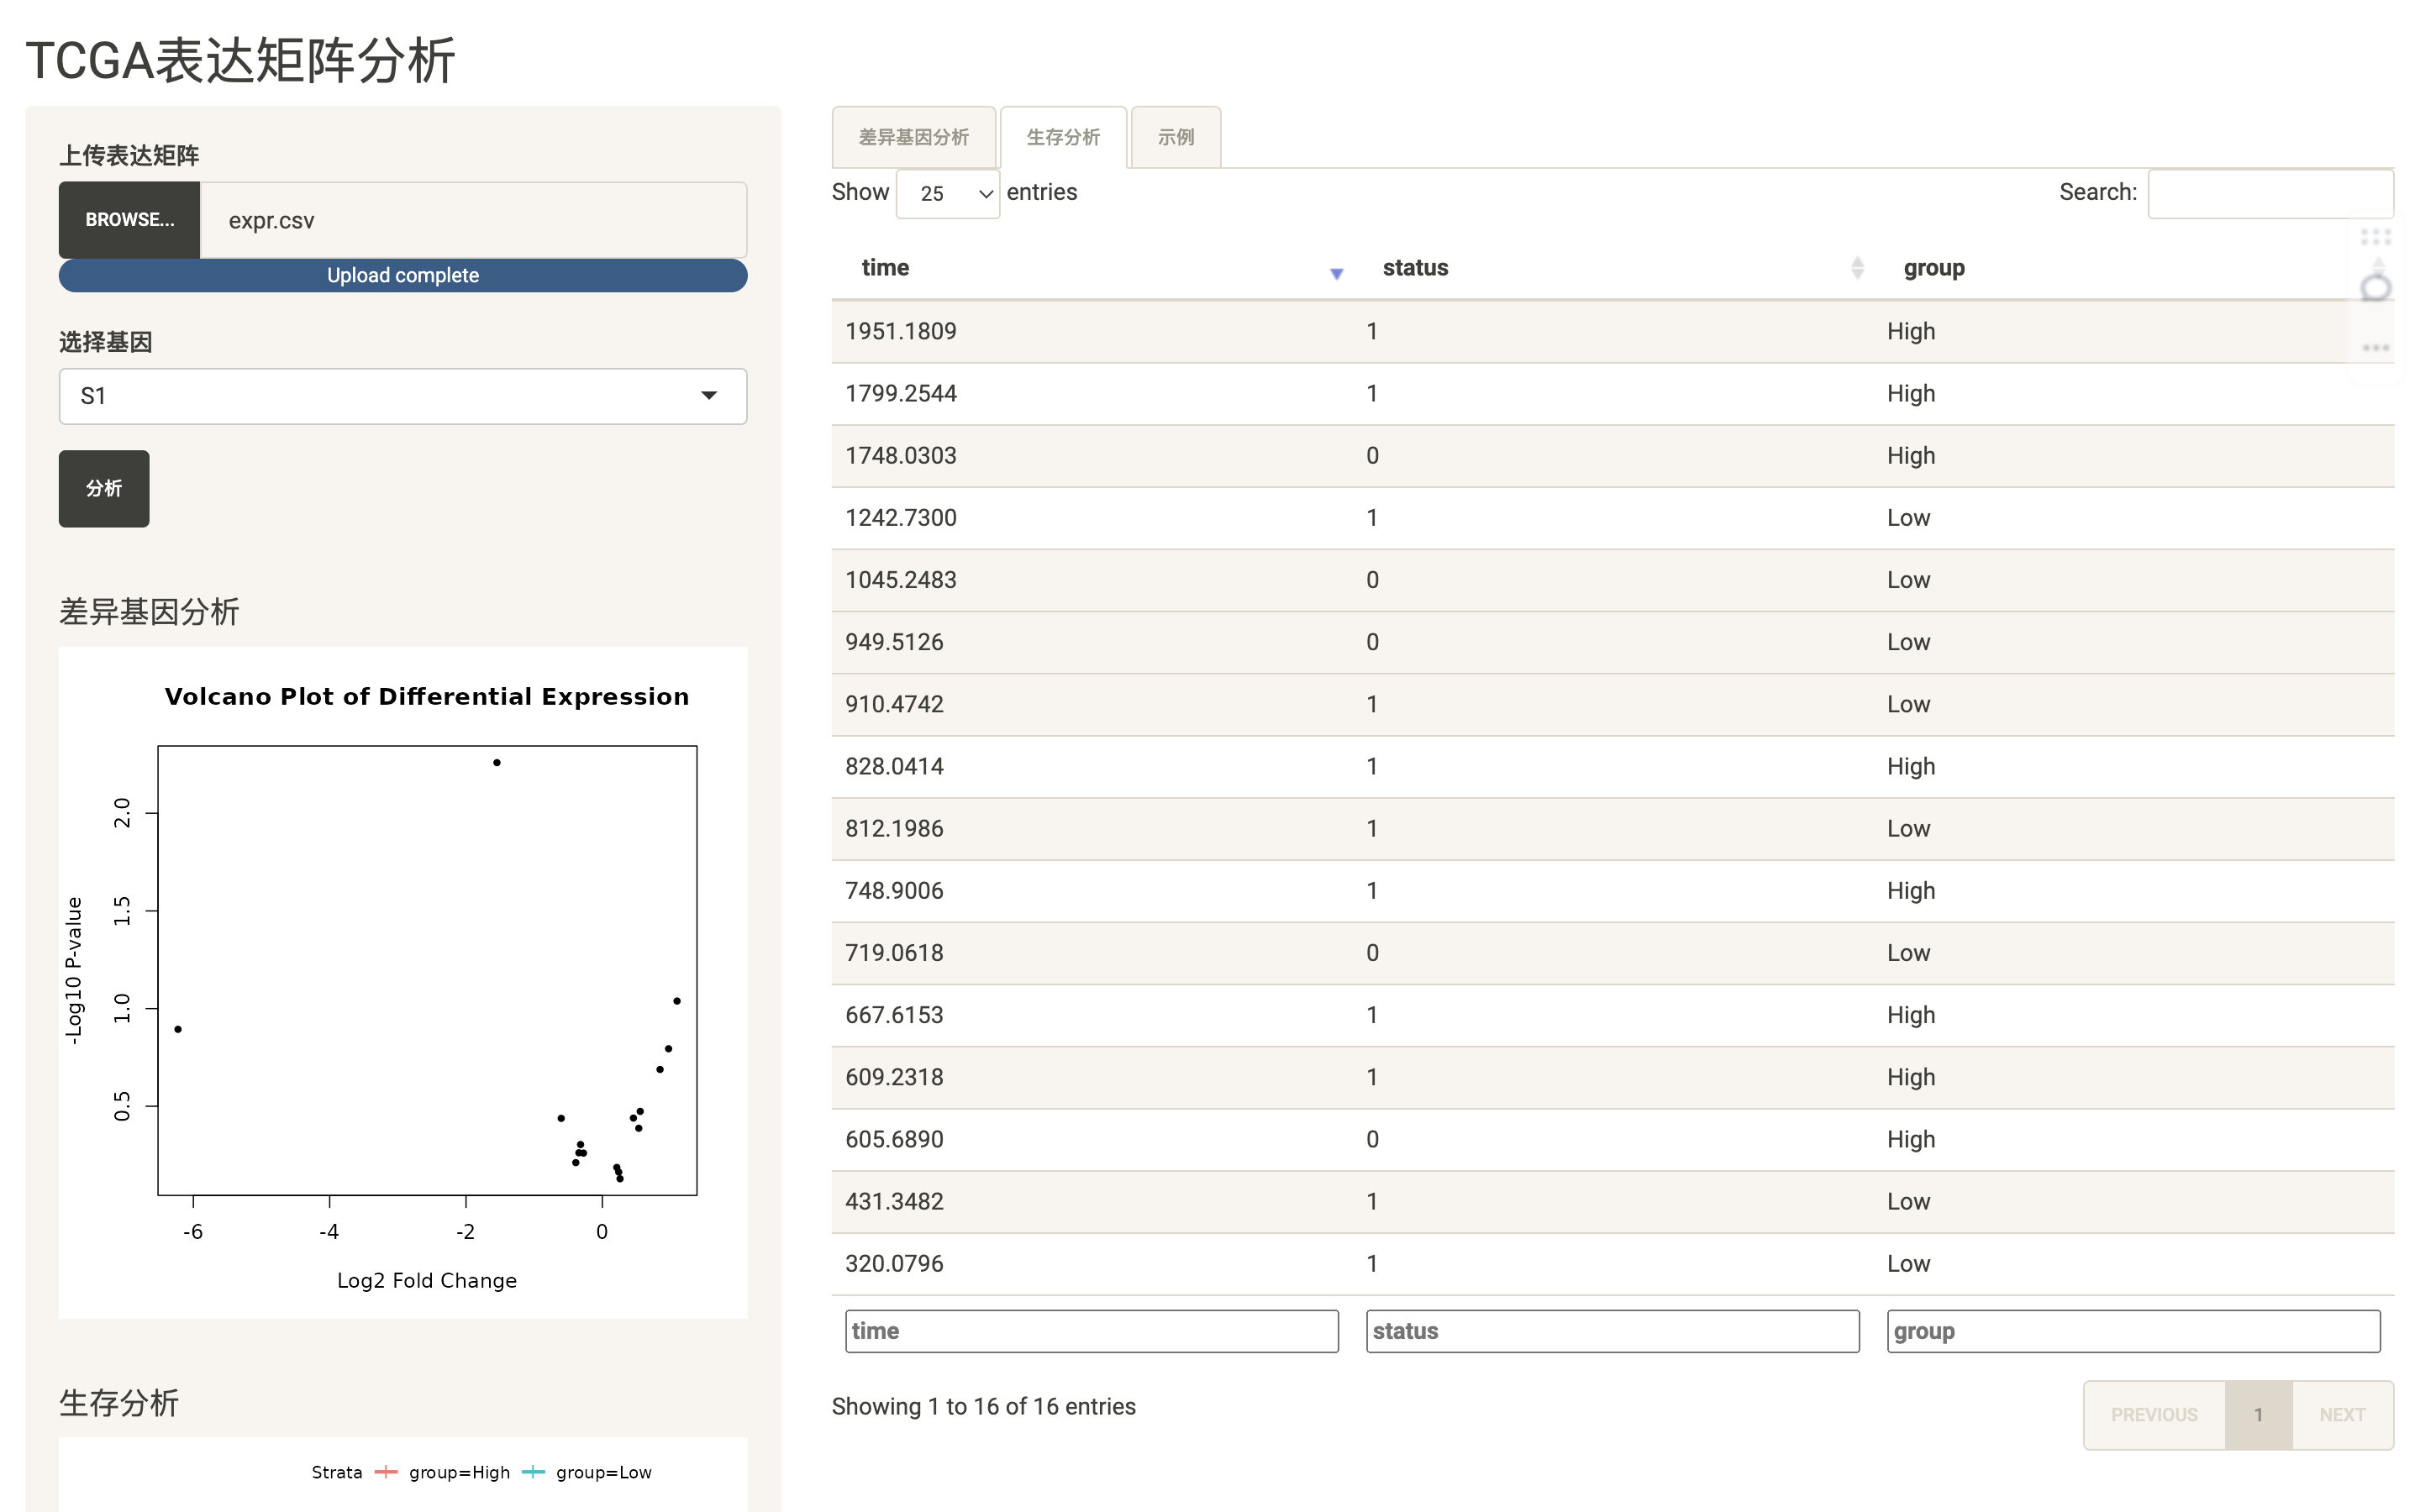 TCGA表达矩阵分析
上传表达矩阵
BROWSE... expr.csv
Upload complete
选择基因
S1
分析
差异基因分析
Volcano Plot of Differential Expression
-Log10 P-value
2.0
1.5
1.0
0.5
-6 -4 -2 0
Log2 Fold Change
生存分析
Strata group=High group=Low
差异基因分析 生存分析 示例
Show 25 entries Search:
time status group
1951.1809 1 High
1799.2544 1 High
1748.0303 0 High
1242.7300 1 Low
1045.2483 0 Low
949.5126 0 Low
910.4742 1 Low
828.0414 1 High
812.1986 1 Low
748.9006 1 High
719.0618 0 Low
667.6153 1 High
609.2318 1 High
605.6890 0 High
431.3482 1 Low
320.0796 1 Low
time status group
Showing 1 to 16 of 16 entries
PREVIOUS 1 NEXT